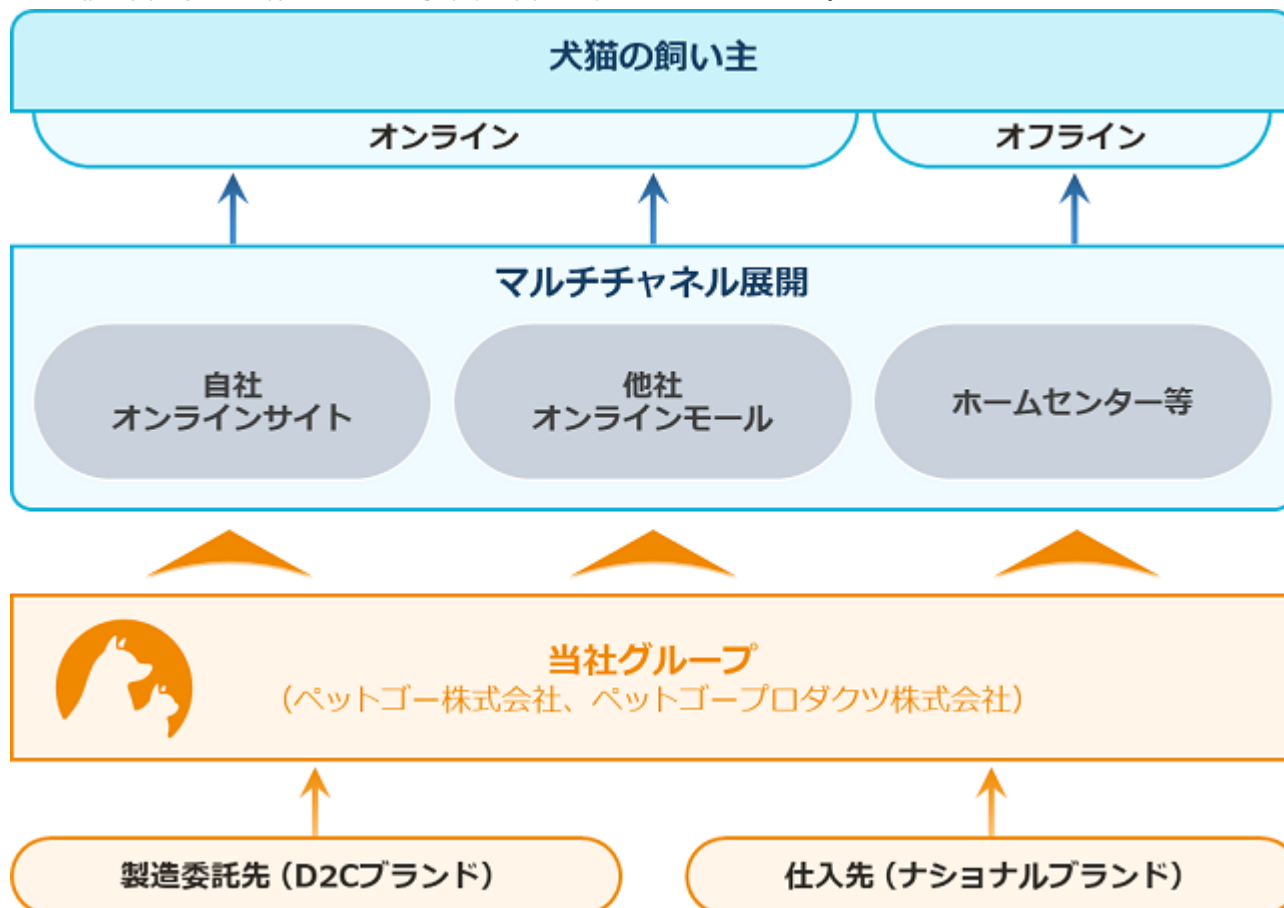 犬猫の飼い主
オンライン
オフライン
マルチチャネル展開
自社
オンラインサイト
他社
オンラインモール
ホームセンター等
当社グループ
（ペットゴー株式会社、ペットゴープロダクツ株式会社）
製造委託先（D2Cブランド）
仕入先（ナショナルブランド）